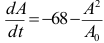 dA/dt = −68 − A²/A₀